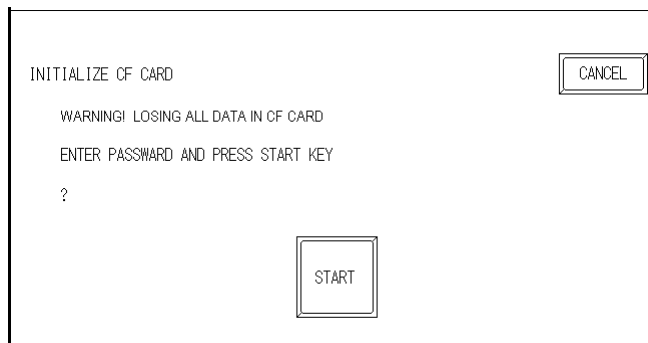 INITIALIZE CF CARD
CANCEL
WARNING! LOSING ALL DATA IN CF CARD
ENTER PASSWARD AND PRESS START KEY
?
START